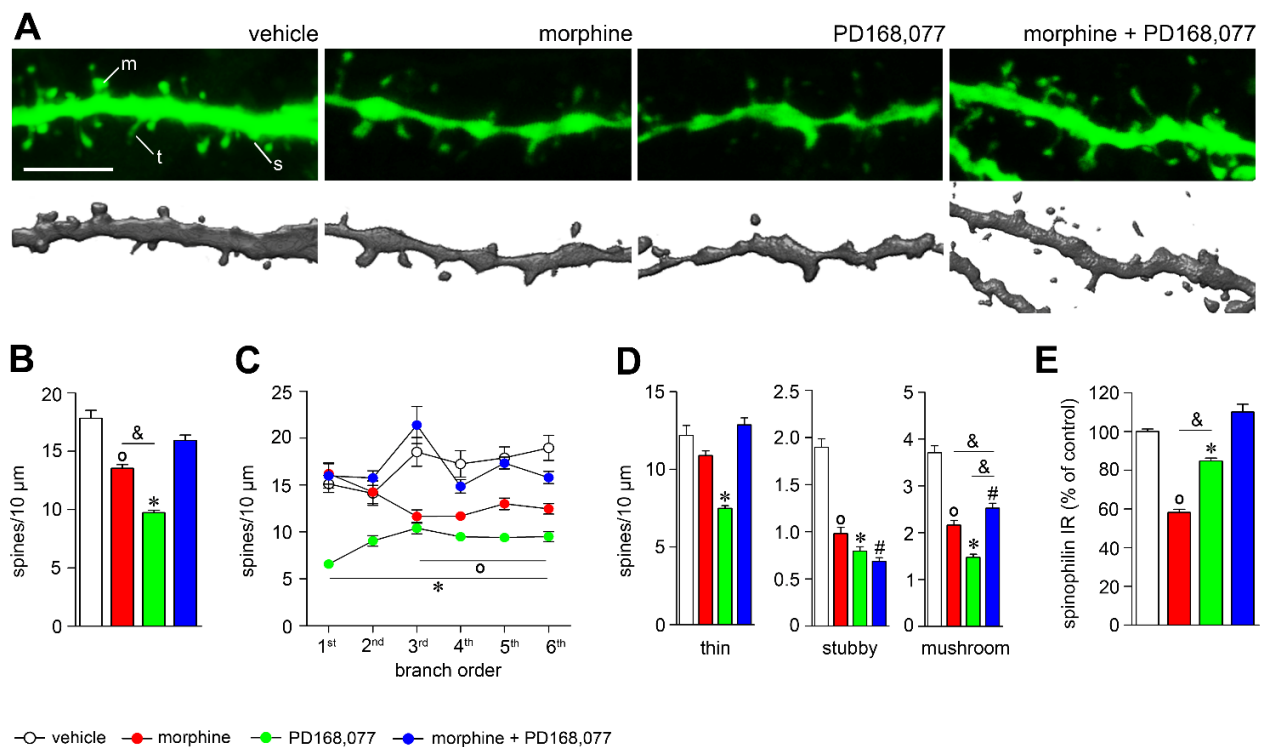 A
vehicle
morphine
PD168,077
morphine + PD168,077
m
t
s
B
spines/10 µm
20
15
10
5
0
&
o
*
C
spines/10 µm
25
20
15
10
5
0
o
*
1st 2nd 3rd 4th 5th 6th
branch order
D
spines/10 µm
15
10
5
0
*
thin
2.5
2.0
1.5
1.0
0.5
0
o * #
stubby
5
4
3
2
1
0
&
&
o * #
mushroom
E
spinophilin IR (% of control)
120
100
80
60
40
20
0
&
o
*
vehicle morphine PD168,077 morphine + PD168,077